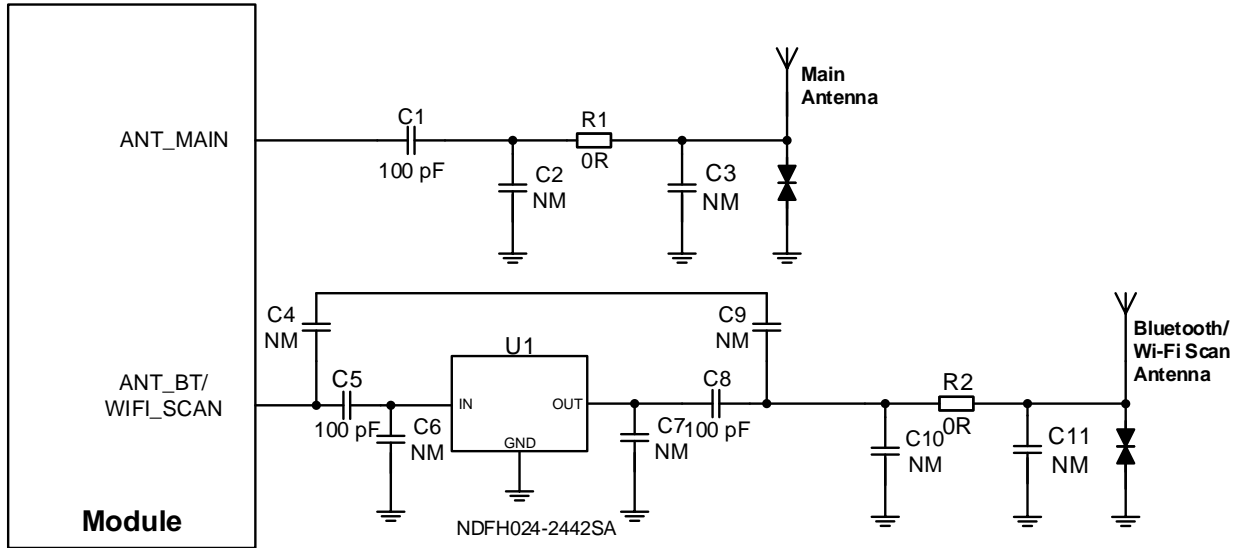 Main
Antenna
ANT_MAIN
C1
100 pF
R1
0R
C2
NM
C3
NM
C4
NM
C9
NM
U1
Bluetooth/
Wi-Fi Scan
Antenna
ANT_BT/
WIFI_SCAN
C5
100 pF
C6
NM
IN
OUT
GND
C7
NM
C8
100 pF
R2
0R
C10
NM
C11
NM
Module
NDFH024-2442SA